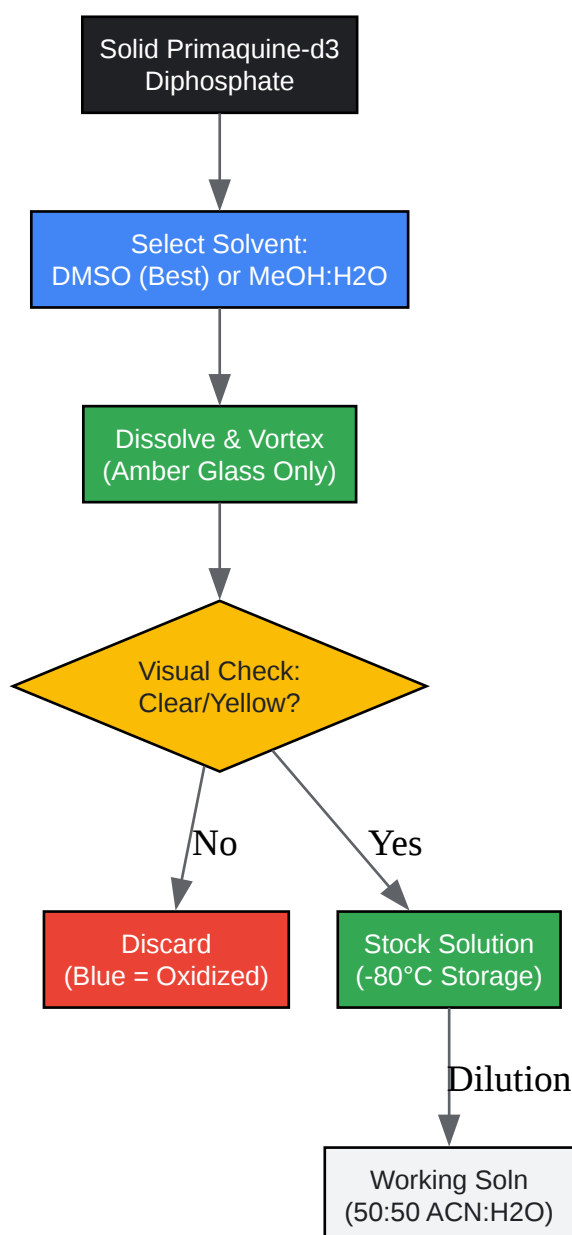 Solid Primaquine-d3
Diphosphate
Select Solvent:
DMSO (Best) or MeOH:H2O
Dissolve & Vortex
(Amber Glass Only)
Visual Check:
Clear/Yellow?
No
Yes
Discard
(Blue = Oxidized)
Stock Solution
(-80°C Storage)
Dilution
Working Soln
(50:50 ACN:H2O)